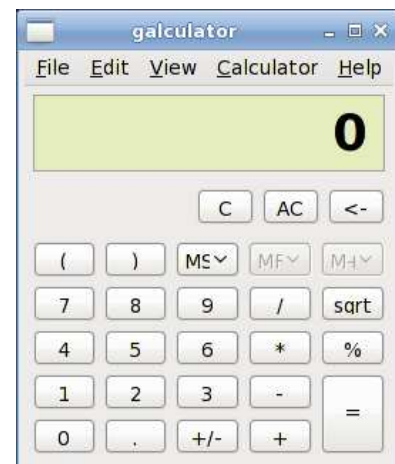 galculator
File Edit View Calculator Help
0
C AC <-
( ) MS
7 8 9 / sqrt
4 5 6 * %
1 2 3 - =
0 . +/- +